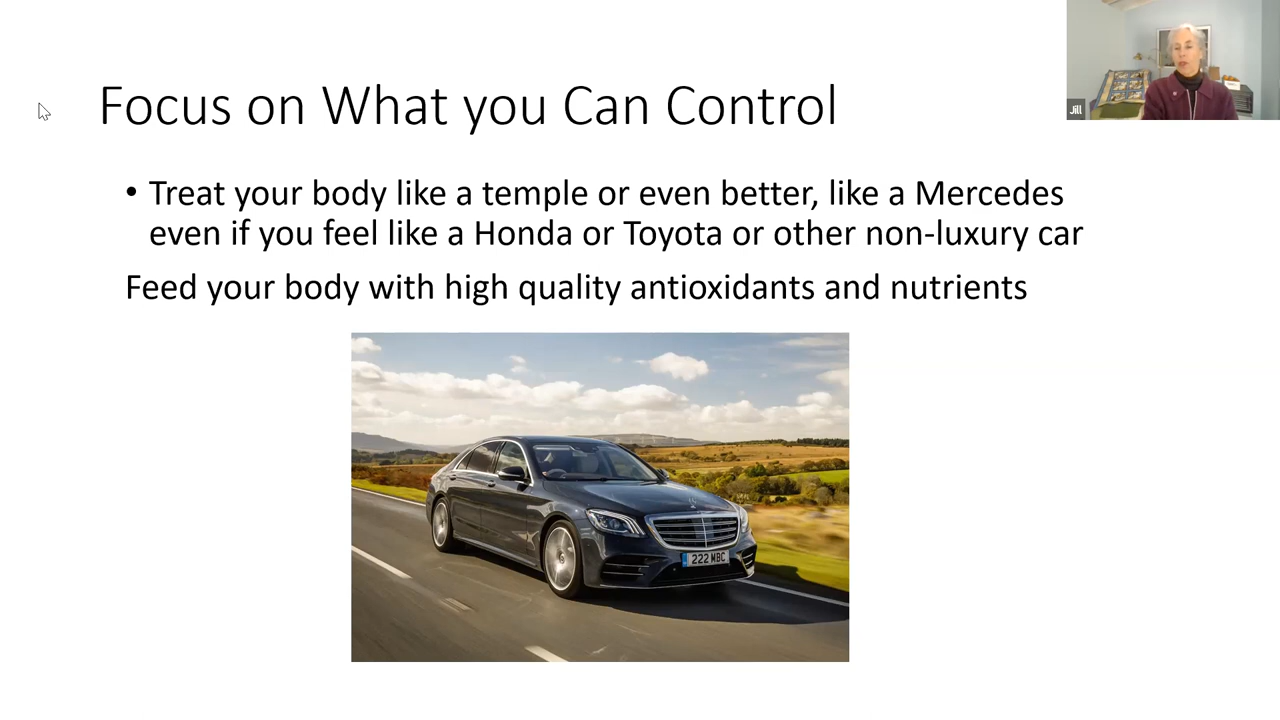 Jill
Focus on What you Can Control
• Treat your body like a temple or even better, like a Mercedes
even if you feel like a Honda or Toyota or other non-luxury car
Feed your body with high quality antioxidants and nutrients
222 MBC